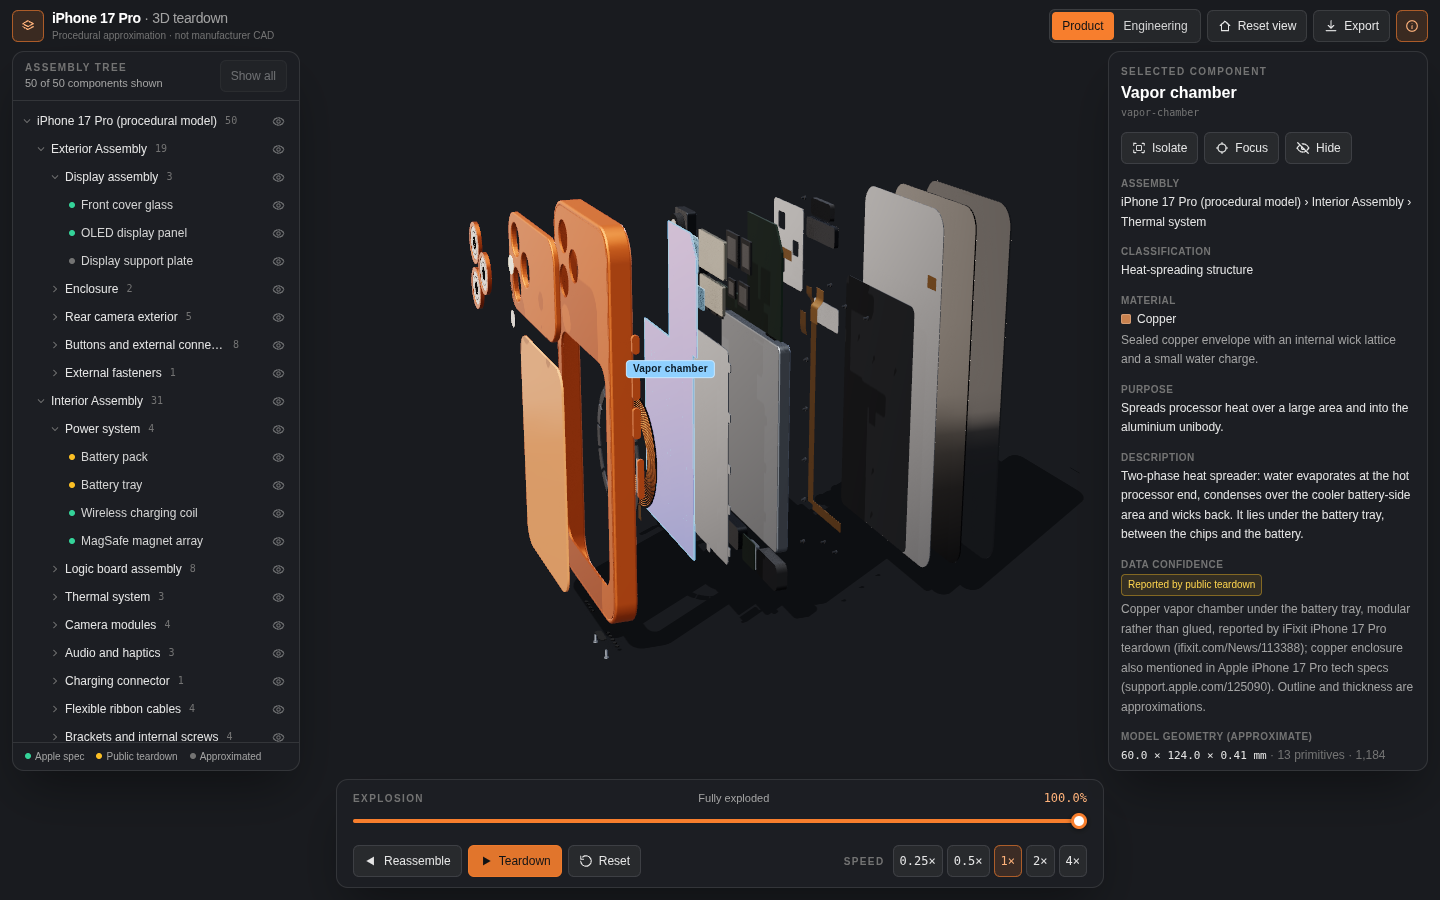 iPhone 17 Pro · 3D teardown
Procedural approximation · not manufacturer CAD
Product
Engineering
Reset view
Export
ASSEMBLY TREE
50 of 50 components shown
Show all
iPhone 17 Pro (procedural model) 50
Exterior Assembly 19
Display assembly 3
Front cover glass
OLED display panel
Display support plate
Enclosure 2
Rear camera exterior 5
Buttons and external conne… 8
External fasteners 1
Interior Assembly 31
Power system 4
Battery pack
Battery tray
Wireless charging coil
MagSafe magnet array
Logic board assembly 8
Thermal system 3
Camera modules 4
Audio and haptics 3
Charging connector 1
Flexible ribbon cables 4
Brackets and internal screws 4
Apple spec
Public teardown
Approximated
Vapor chamber
SELECTED COMPONENT
Vapor chamber
vapor-chamber
Isolate
Focus
Hide
ASSEMBLY
iPhone 17 Pro (procedural model) › Interior Assembly ›
Thermal system
CLASSIFICATION
Heat-spreading structure
MATERIAL
Copper
Sealed copper envelope with an internal wick lattice
and a small water charge.
PURPOSE
Spreads processor heat over a large area and into the
aluminium unibody.
DESCRIPTION
Two-phase heat spreader: water evaporates at the hot
processor end, condenses over the cooler battery-side
area and wicks back. It lies under the battery tray,
between the chips and the battery.
DATA CONFIDENCE
Reported by public teardown
Copper vapor chamber under the battery tray, modular
rather than glued, reported by iFixit iPhone 17 Pro
teardown (ifixit.com/News/113388); copper enclosure
also mentioned in Apple iPhone 17 Pro tech specs
(support.apple.com/125090). Outline and thickness are
approximations.
MODEL GEOMETRY (APPROXIMATE)
60.0 × 124.0 × 0.41 mm · 13 primitives · 1,184
EXPLOSION
Fully exploded
100.0%
Reassemble
Teardown
Reset
SPEED
0.25×
0.5×
1×
2×
4×